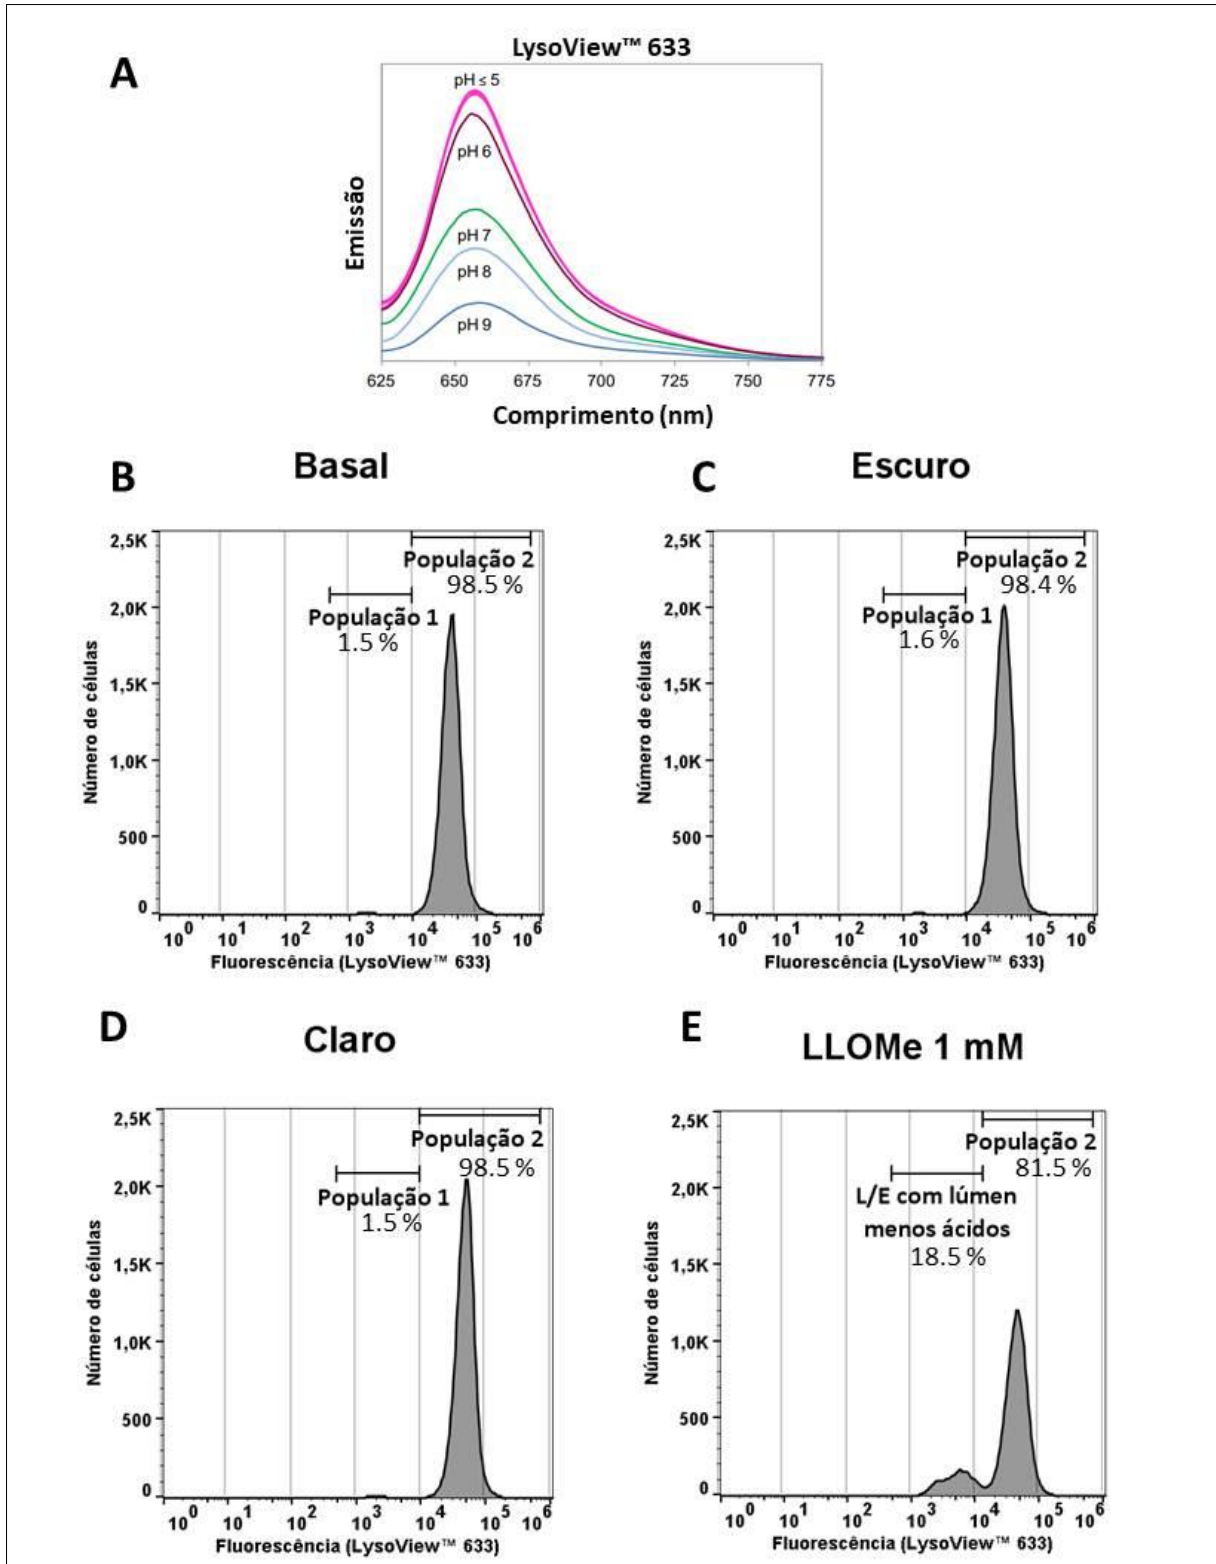 A
LysoView™ 633
pH ≤ 5
pH 6
pH 7
pH 8
pH 9
Emissão
625 650 675 700 725 750 775
Comprimento (nm)
B
Basal
2,5K
2,0K
1,5K
1,0K
500
0
Número de células
População 2
98.5 %
População 1
1.5 %
10⁰ 10¹ 10² 10³ 10⁴ 10⁵ 10⁶
Fluorescência (LysoView™ 633)
C
Escuro
2,5K
2,0K
1,5K
1,0K
500
0
Número de células
População 2
98.4 %
População 1
1.6 %
10⁰ 10¹ 10² 10³ 10⁴ 10⁵ 10⁶
Fluorescência (LysoView™ 633)
D
Claro
2,5K
2,0K
1,5K
1,0K
500
0
Número de células
População 2
98.5 %
População 1
1.5 %
10⁰ 10¹ 10² 10³ 10⁴ 10⁵ 10⁶
Fluorescência (LysoView™ 633)
E
LLOMe 1 mM
2,5K
2,0K
1,5K
1,0K
500
0
Número de células
População 2
81.5 %
L/E com lúmen
menos ácidos
18.5 %
10⁰ 10¹ 10² 10³ 10⁴ 10⁵ 10⁶
Fluorescência (LysoView™ 633)